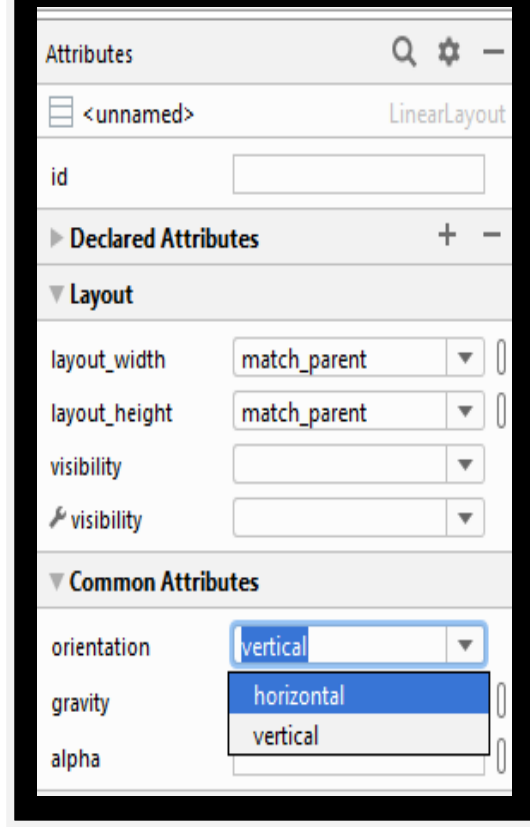 Attributes
<unnamed> LinearLayout
id
Declared Attributes
Layout
layout_width match_parent
layout_height match_parent
visibility
visibility
Common Attributes
orientation vertical
gravity horizontal
vertical
alpha